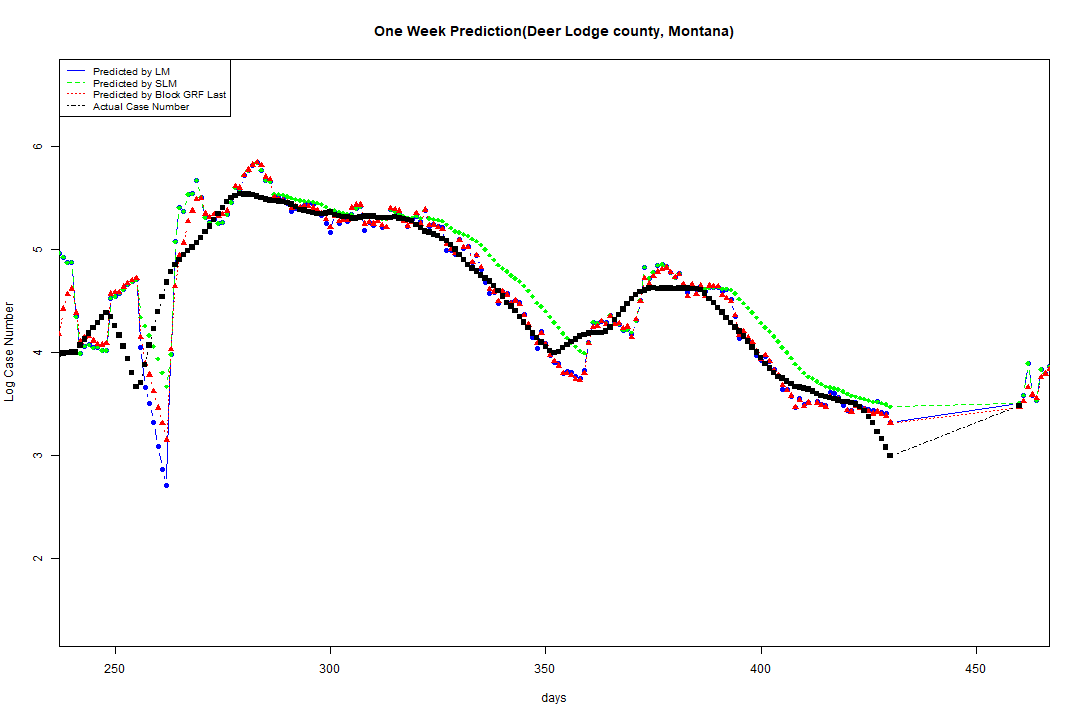 One Week Prediction(Deer Lodge county, Montana)
Predicted by LM
Predicted by SLM
Predicted by Block GRF Last
Actual Case Number
6
5
4
3
2
Log Case Number
250 300 350 400 450
days